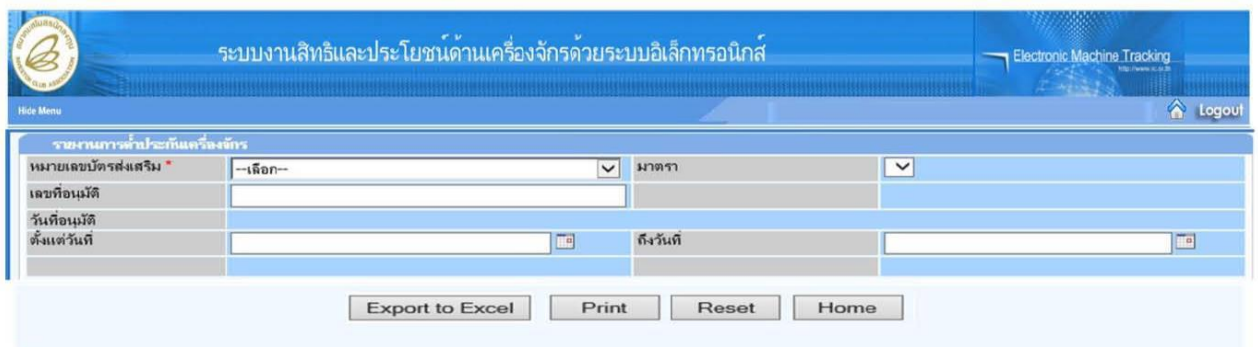 ระบบงานสิทธิและประโยชน์ด้านเครื่องจักรด้วยระบบอิเล็กทรอนิกส์
Electronic Machine Tracking
Hide Menu
Logout
รายงานการค้ำประกันเครื่องจักร
หมายเลขบัตรส่งเสริม * --เลือก-- มาตรา
เลขที่อนุมัติ
วันที่อนุมัติ
ตั้งแต่วันที่ ถึงวันที่
Export to Excel Print Reset Home